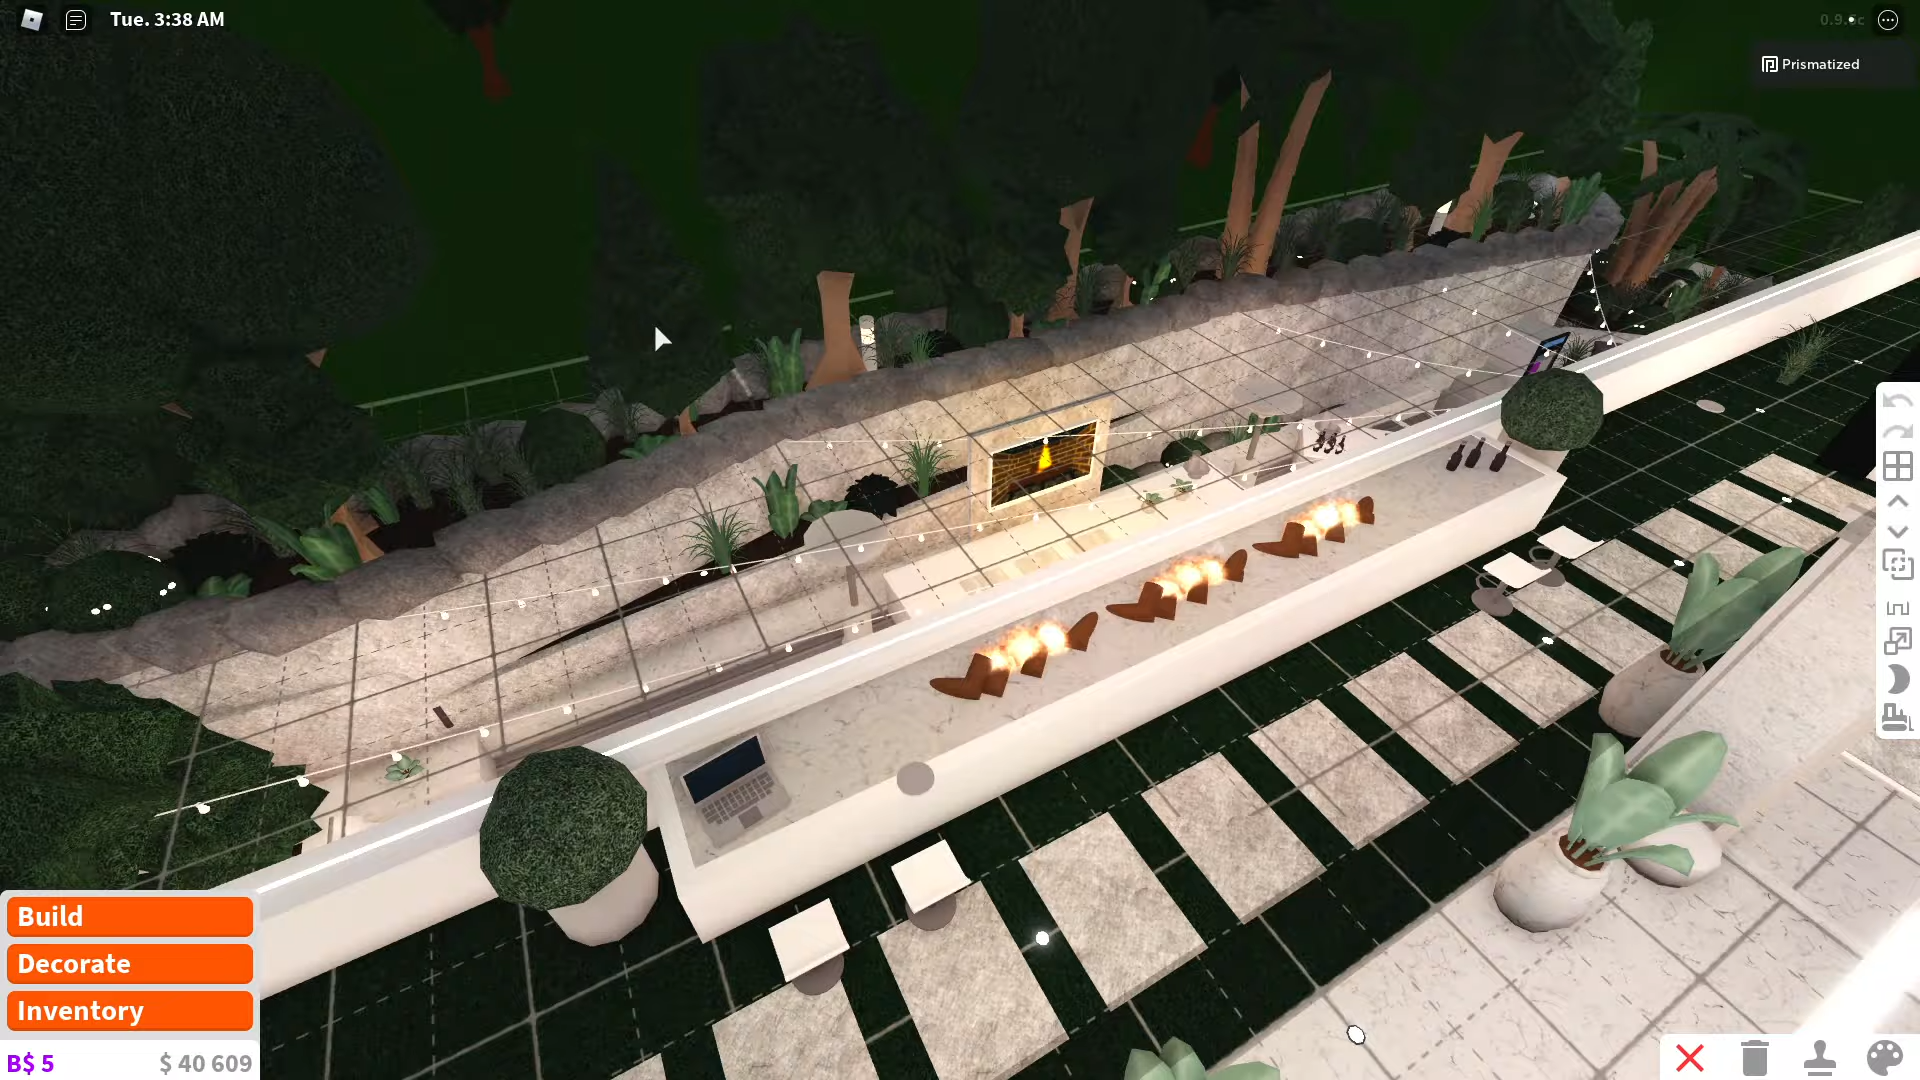 Tue. 3:38 AM
Prismatized
Build
Decorate
Inventory
B$ 5
$ 40 609